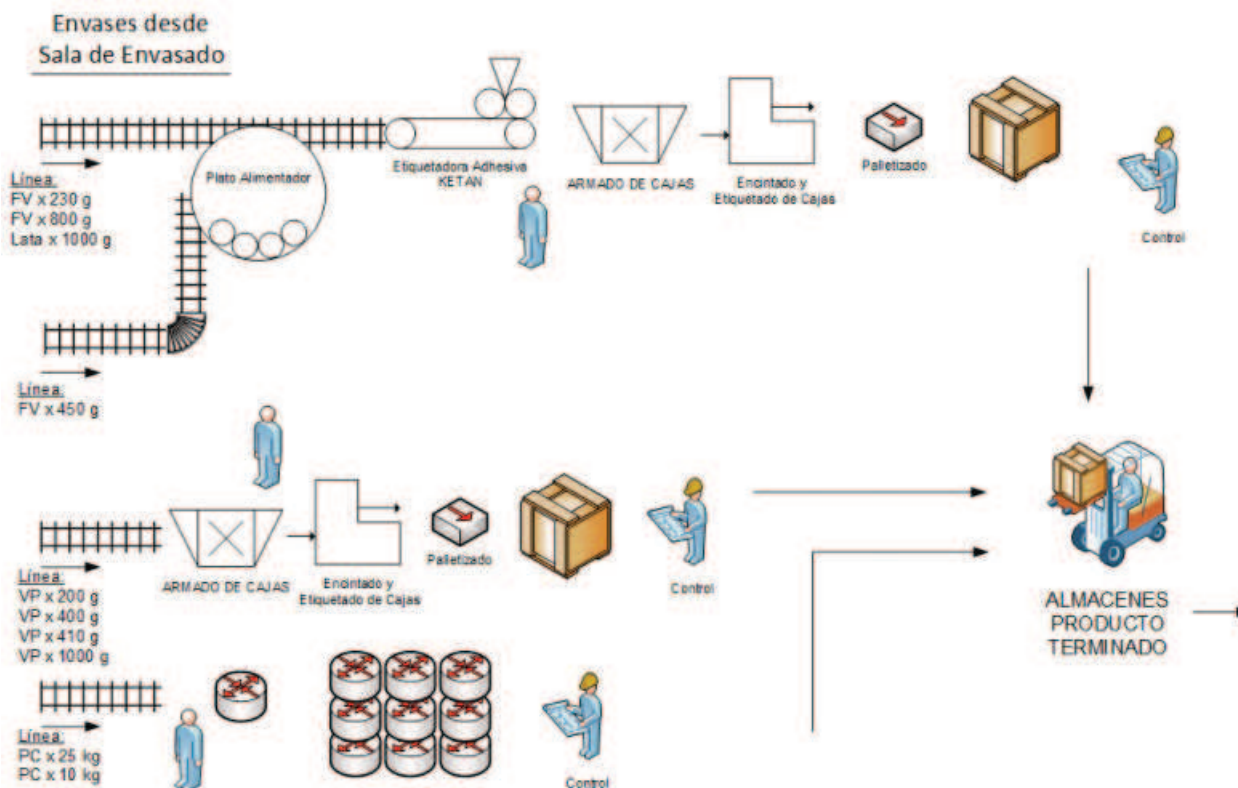 Envases desde
Sala de Envasado
Línea:
FV x 230 g
FV x 800 g
Lata x 1000 g
Plato Alimentador
Etiquetadora Adhesiva
KETAN
ARMADO DE CAJAS
Encintado y
Etiquetado de Cajas
Palletizado
Control
Línea:
FV x 450 g
Línea:
VP x 200 g
VP x 400 g
VP x 410 g
VP x 1000 g
ARMADO DE CAJAS
Encintado y
Etiquetado de Cajas
Palletizado
Control
ALMACENES
PRODUCTO
TERMINADO
Línea:
PC x 25 kg
PC x 10 kg
Control